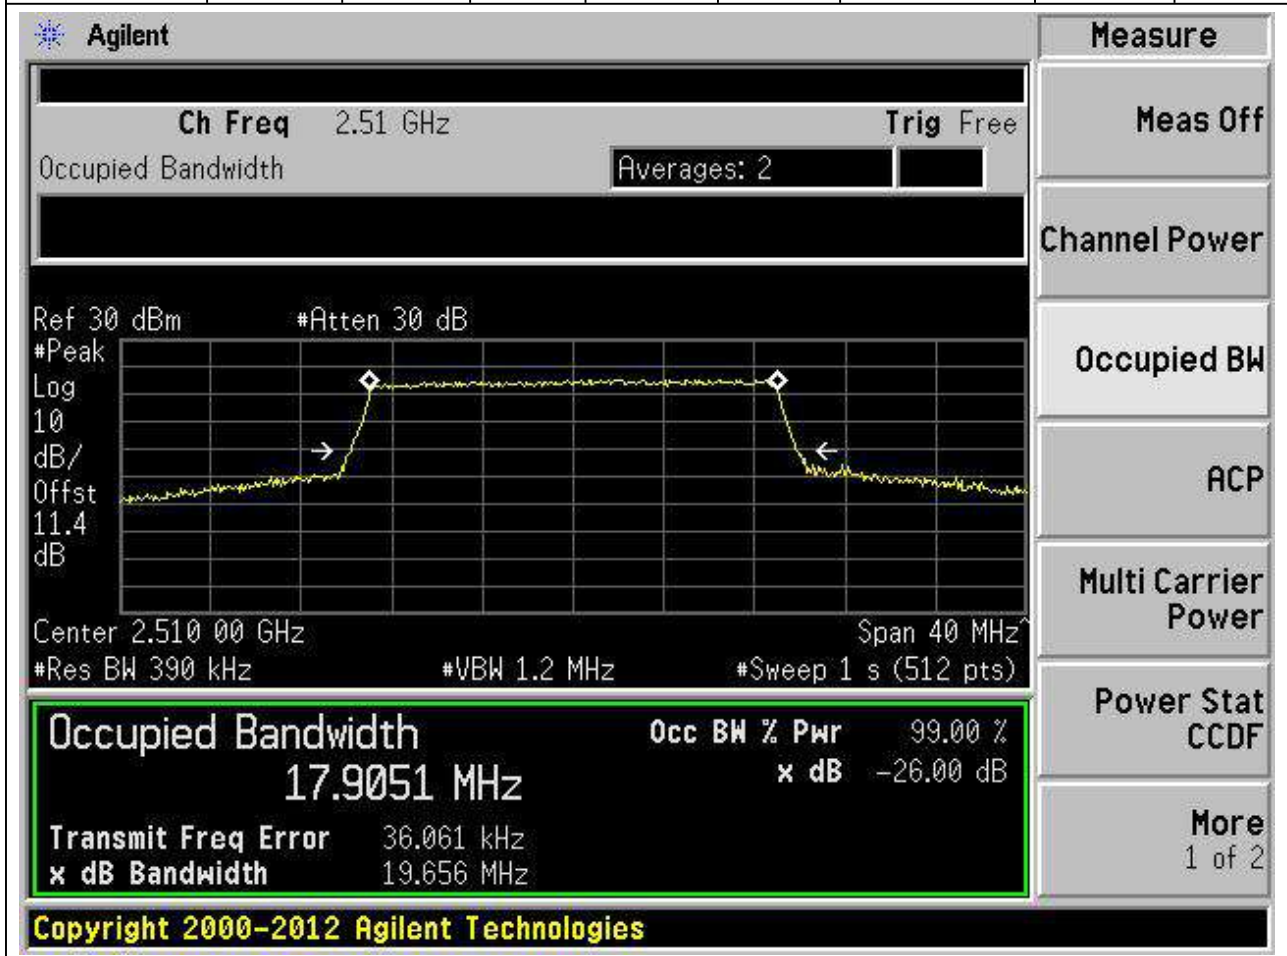 Agilent
Measure
Ch Freq 2.51 GHz Trig Free
Occupied Bandwidth Averages: 2
Meas Off
Channel Power
Occupied BW
ACP
Multi Carrier
Power
Power Stat
CCDF
More
1 of 2
Ref 30 dBm #Atten 30 dB
#Peak
Log
10
dB/
Offst
11.4
dB
Center 2.510 00 GHz Span 40 MHz^
#Res BW 390 kHz #VBW 1.2 MHz #Sweep 1 s (512 pts)
Occupied Bandwidth Occ BW % Pwr 99.00 %
17.9051 MHz x dB -26.00 dB
Transmit Freq Error 36.061 kHz
x dB Bandwidth 19.656 MHz
Copyright 2000-2012 Agilent Technologies